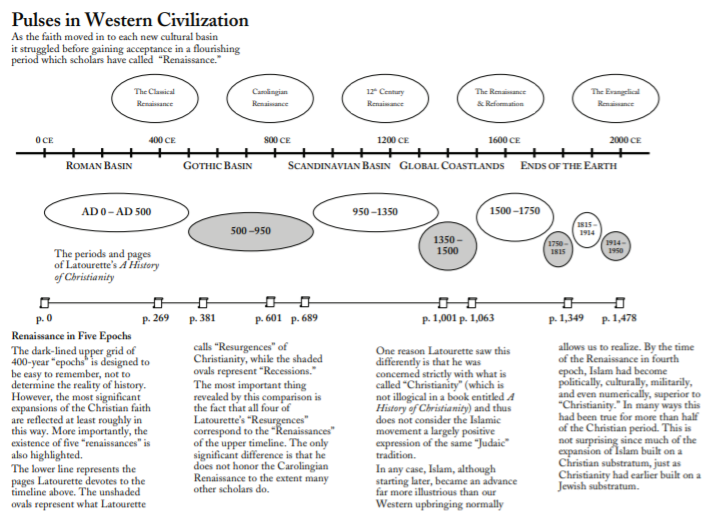 Pulses in Western Civilization
As the faith moved in to each new cultural basin
it struggled before gaining acceptance in a flourishing
period which scholars have called "Renaissance."
The Classical
Renaissance
Carolingian
Renaissance
12th Century
Renaissance
The Renaissance
& Reformation
The Evangelical
Renaissance
0 CE
400 CE
800 CE
1200 CE
1600 CE
2000 CE
ROMAN BASIN
GOTHIC BASIN
SCANDINAVIAN BASIN
GLOBAL COASTLANDS
ENDS OF THE EARTH
AD 0 – AD 500
500 –950
950 –1350
1350 –
1500
1500 –1750
1750–
1815
1815 –
1914
1914 –
1950
The periods and pages
of Latourette's A History
of Christianity
p. 0
p. 269
p. 381
p. 601
p. 689
p. 1,001
p. 1,063
p. 1,349
p. 1,478
Renaissance in Five Epochs
The dark-lined upper grid of
400-year "epochs" is designed to
be easy to remember, not to
determine the reality of history.
However, the most significant
expansions of the Christian faith
are reflected at least roughly in
this way. More importantly, the
existence of five "renaissances" is
also highlighted.
The lower line represents the
pages Latourette devotes to the
timeline above. The unshaded
ovals represent what Latourette
calls "Resurgences" of
Christianity, while the shaded
ovals represent "Recessions."
The most important thing
revealed by this comparison is
the fact that all four of
Latourette's "Resurgences"
correspond to the "Renaissances"
of the upper timeline. The only
significant difference is that he
does not honor the Carolingian
Renaissance to the extent many
other scholars do.
One reason Latourette saw this
differently is that he was
concerned strictly with what is
called "Christianity" (which is
not illogical in a book entitled A
History of Christianity) and thus
does not consider the Islamic
movement a largely positive
expression of the same "Judaic"
tradition.
In any case, Islam, although
starting later, became an advance
far more illustrious than our
Western upbringing normally
allows us to realize. By the time
of the Renaissance in fourth
epoch, Islam had become
politically, culturally, militarily,
and even numerically, superior to
"Christianity." In many ways this
had been true for more than half
of the Christian period. This is
not surprising since much of the
expansion of Islam built on a
Christian substratum, just as
Christianity had earlier built on a
Jewish substratum.